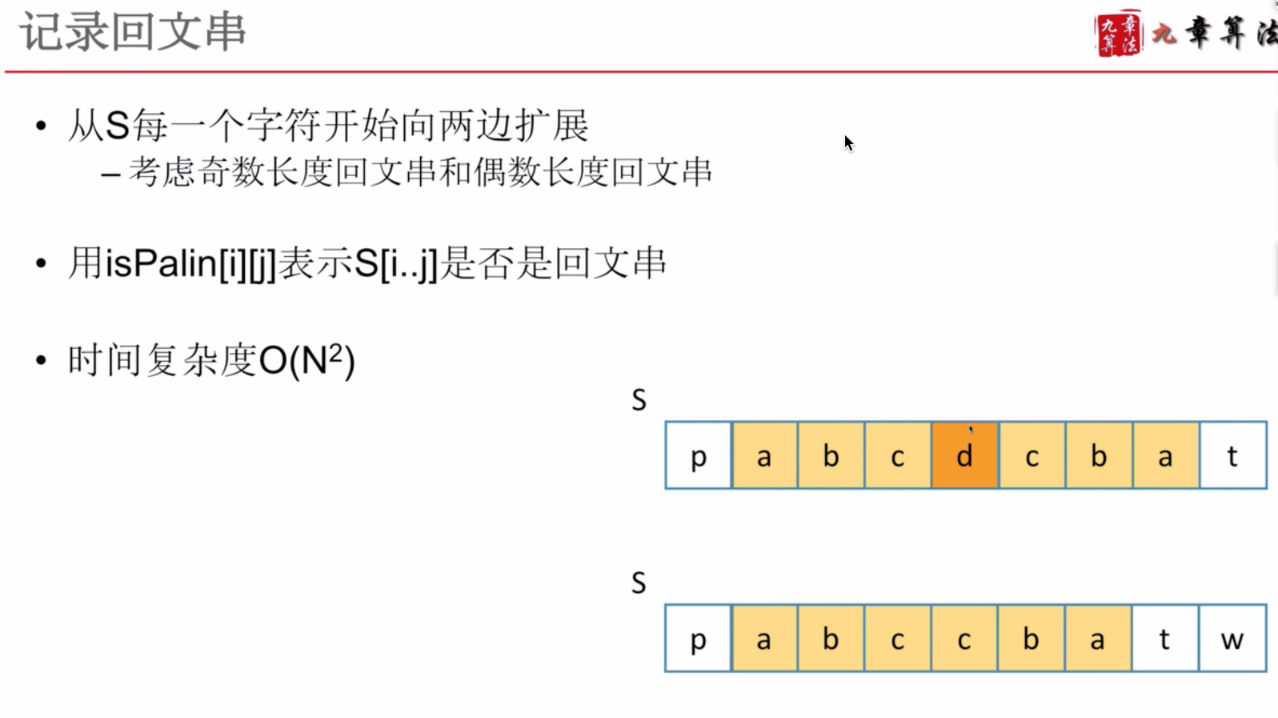 记录回文串
九章算法
九章算法
• 从S每一个字符开始向两边扩展
– 考虑奇数长度回文串和偶数长度回文串
• 用isPalin[i][j]表示S[i..j]是否是回文串
• 时间复杂度O(N²)
S
p a b c d c b a t
S
p a b c c b a t w